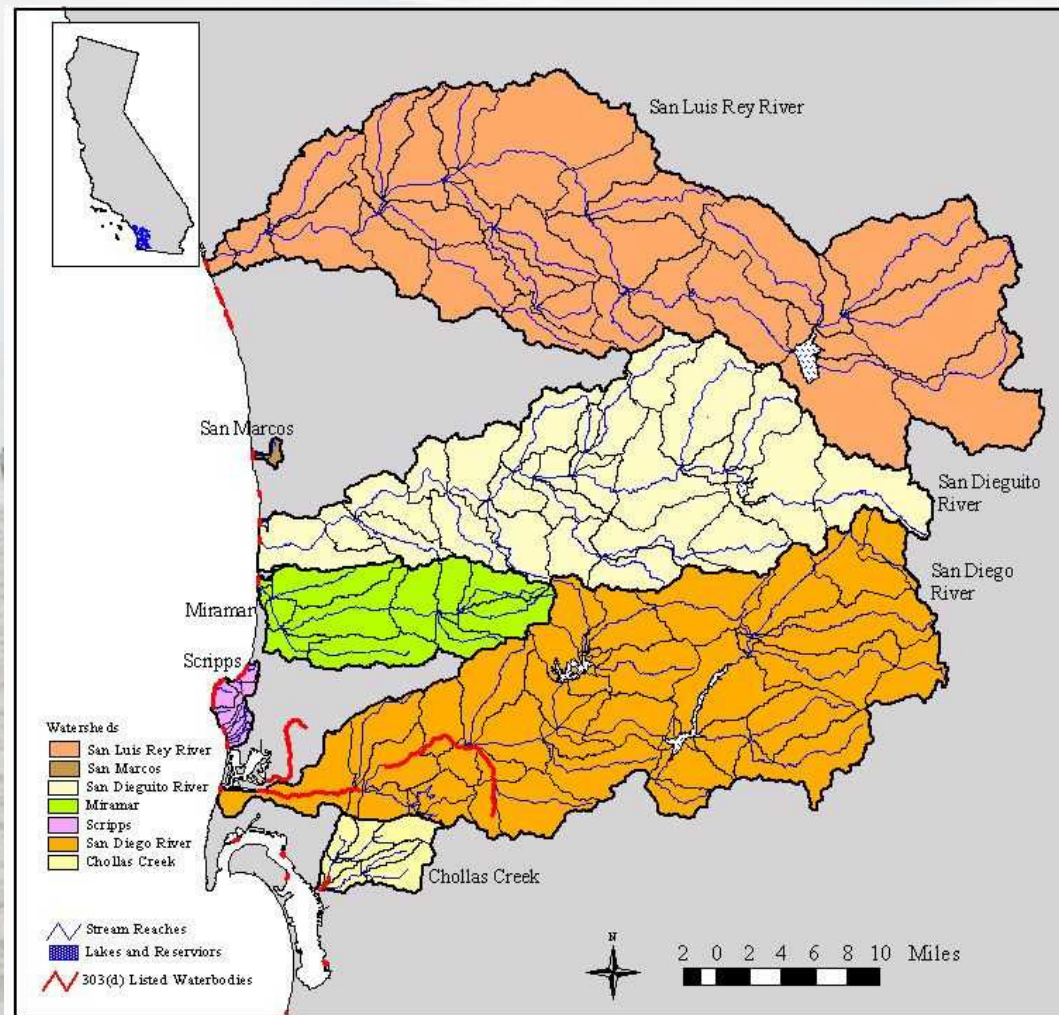 San Luis Rey River
San Marcos
San Dieguito
River
San Diego
River
Miramar
Scripps
Chollas Creek
Watersheds
San Luis Rey River
San Marcos
San Dieguito River
Miramar
Scripps
San Diego River
Chollas Creek
Stream Reaches
Lakes and Reserviors
303(d) Listed Waterbodies
N
2 0 2 4 6 8 10 Miles